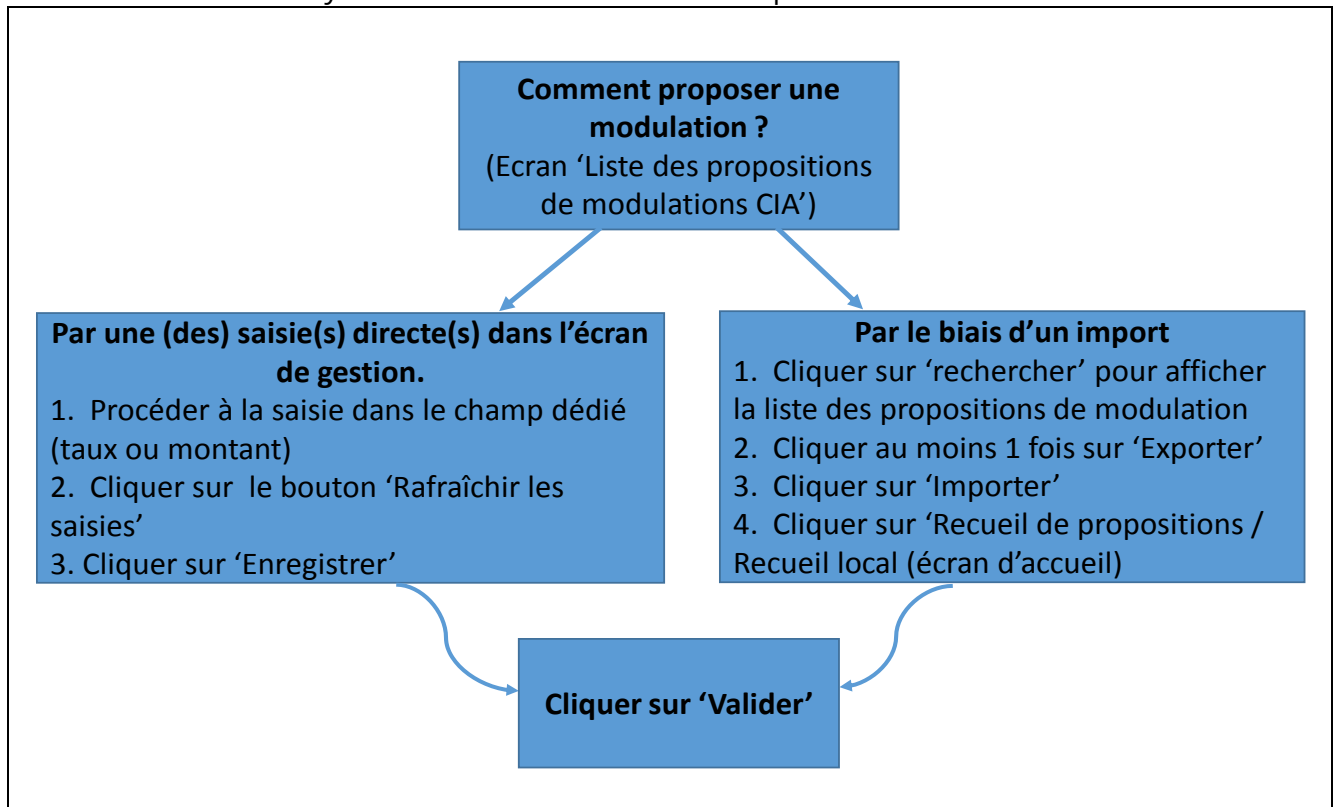 Comment proposer une
modulation ?
(Ecran ‘Liste des propositions
de modulations CIA’)
Par une (des) saisie(s) directe(s) dans l’écran
de gestion.
1. Procéder à la saisie dans le champ dédié
(taux ou montant)
2. Cliquer sur le bouton ‘Rafraîchir les
saisies’
3. Cliquer sur ‘Enregistrer’
Par le biais d’un import
1. Cliquer sur ‘rechercher’ pour afficher
la liste des propositions de modulation
2. Cliquer au moins 1 fois sur ‘Exporter’
3. Cliquer sur ‘Importer’
4. Cliquer sur ‘Recueil de propositions /
Recueil local (écran d’accueil)
Cliquer sur ‘Valider’